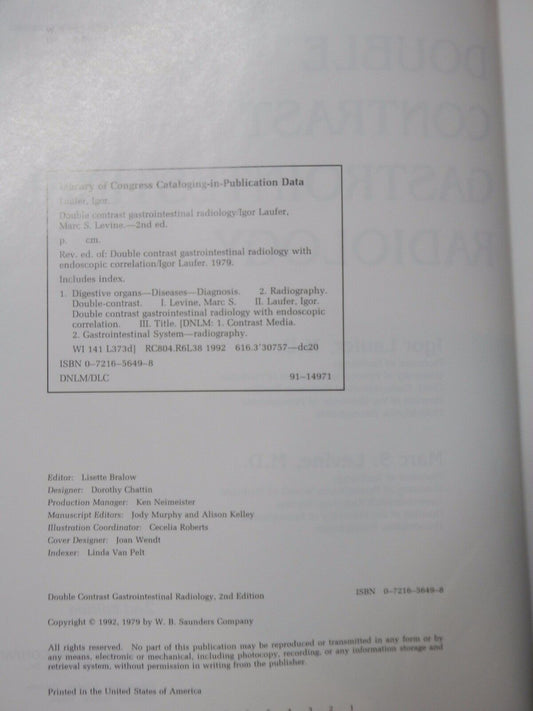 Library of Congress Cataloging-in-Publication Data
Laufer, Igor.
Double contrast gastrointestinal radiology/Igor Laufer,
Marc S. Levine.—2nd ed.
p. cm.
Rev. ed. of: Double contrast gastrointestinal radiology with
endoscopic correlation/Igor Laufer. 1979.
Includes index.
1. Digestive organs—Diseases—Diagnosis. 2. Radiography.
Double-contrast. I. Levine, Marc S. II. Laufer, Igor.
Double contrast gastrointestinal radiology with endoscopic
correlation. III. Title. [DNLM: 1. Contrast Media.
2. Gastrointestinal System—radiography.
WI 141 L373d] RC804.R6L38 1992 616.3'30757—dc20
ISBN 0-7216-5649-8
DNLM/DLC 91-14971
Editor: Lisette Bralow
Designer: Dorothy Chattin
Production Manager: Ken Neimeister
Manuscript Editors: Jody Murphy and Alison Kelley
Illustration Coordinator: Cecelia Roberts
Cover Designer: Joan Wendt
Indexer: Linda Van Pelt
Double Contrast Gastrointestinal Radiology, 2nd Edition ISBN 0-7216-5649-8
Copyright © 1992, 1979 by W. B. Saunders Company
All rights reserved. No part of this publication may be reproduced or transmitted in any form or by
any means, electronic or mechanical, including photocopy, recording, or any information storage and
retrieval system, without permission in writing from the publisher.
Printed in the United States of America